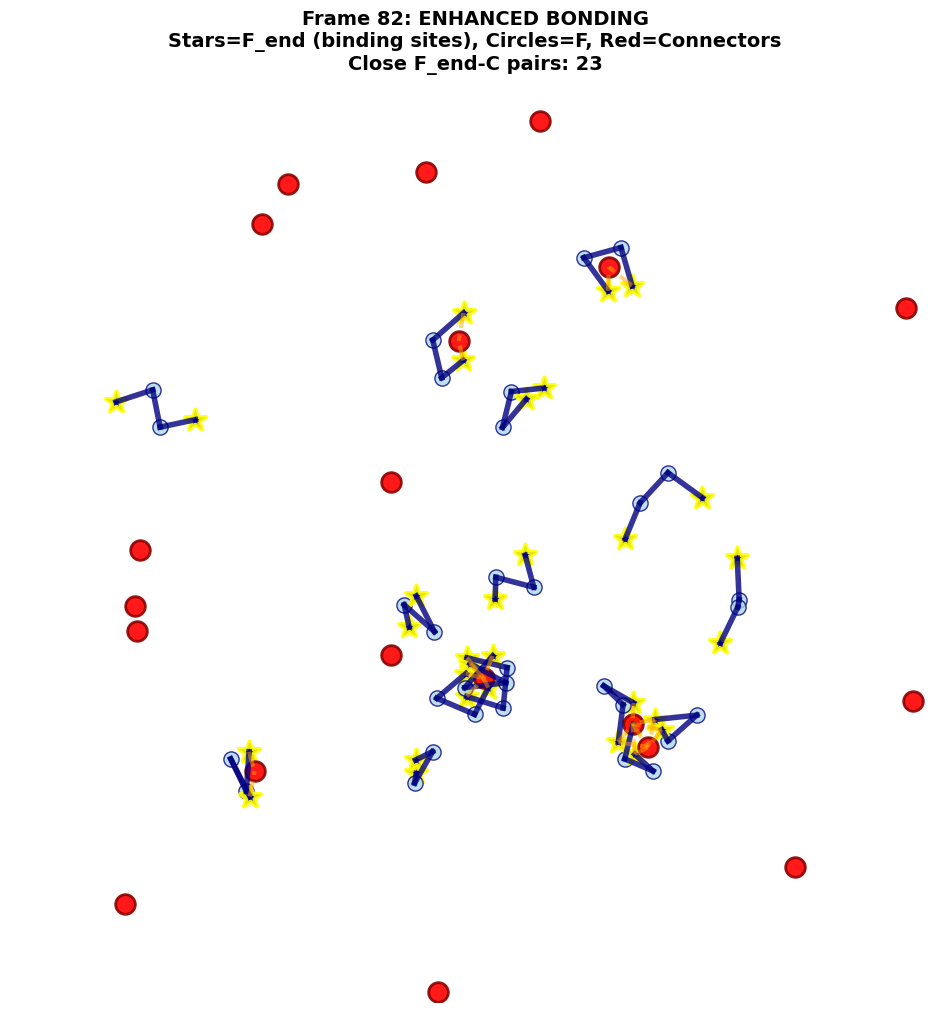 Frame 82: ENHANCED BONDING
Stars=F_end (binding sites), Circles=F, Red=Connectors
Close F_end-C pairs: 23